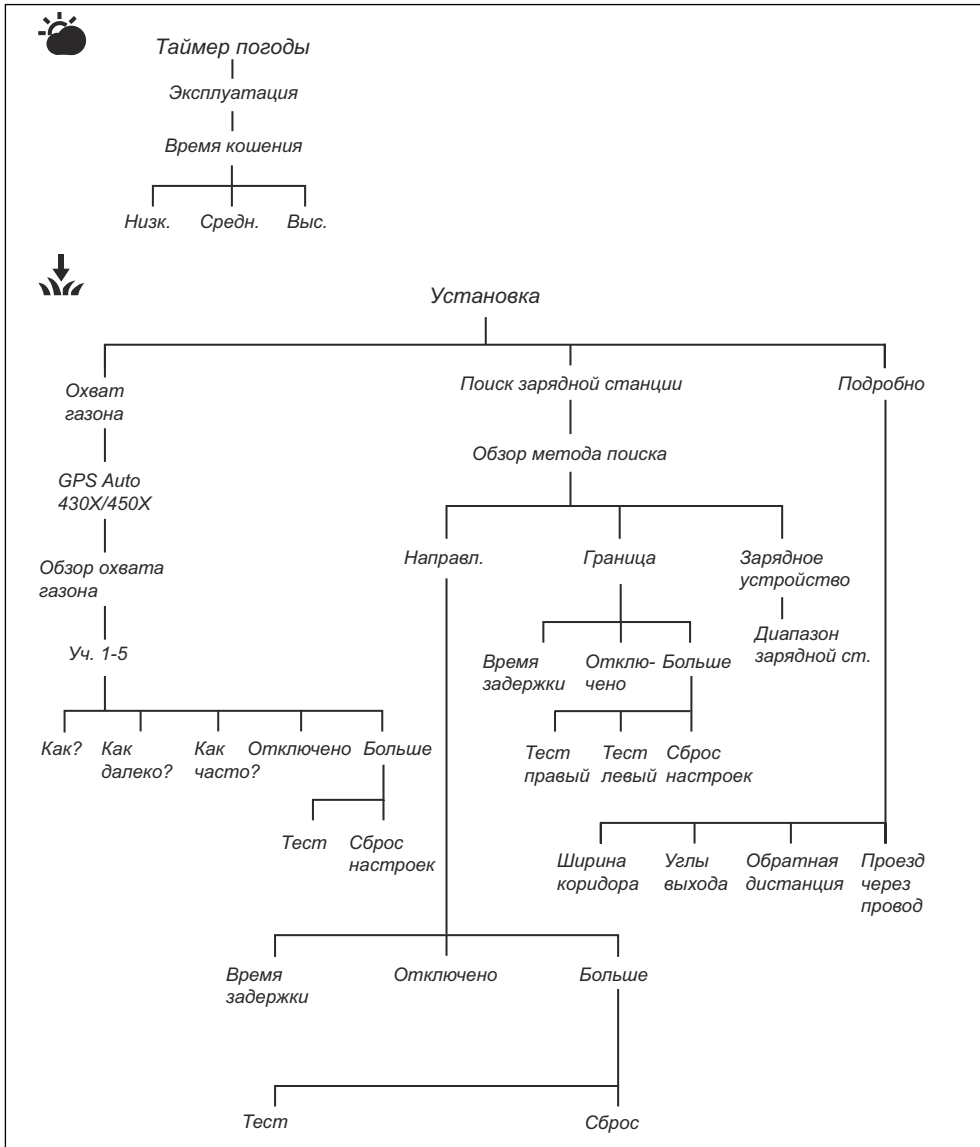 Таймер погоды
Эксплуатация
Время кошения
Низк. Средн. Выс.
Установка
Охват
газона
Поиск зарядной станции
Подробно
Обзор метода поиска
GPS Auto
430X/450X
Направл.
Граница
Зарядное
устройство
Обзор охвата
газона
Диапазон
зарядной ст.
Уч. 1-5
Время
задержки
Отклю-
чено
Больше
Как?
Как
далеко?
Как
часто?
Отключено
Больше
Тест
правый
Тест
левый
Сброс
настроек
Тест
Сброс
настроек
Ширина
коридора
Углы
выхода
Обратная
дистанция
Проезд
через
провод
Время
задержки
Отключено
Больше
Тест
Сброс